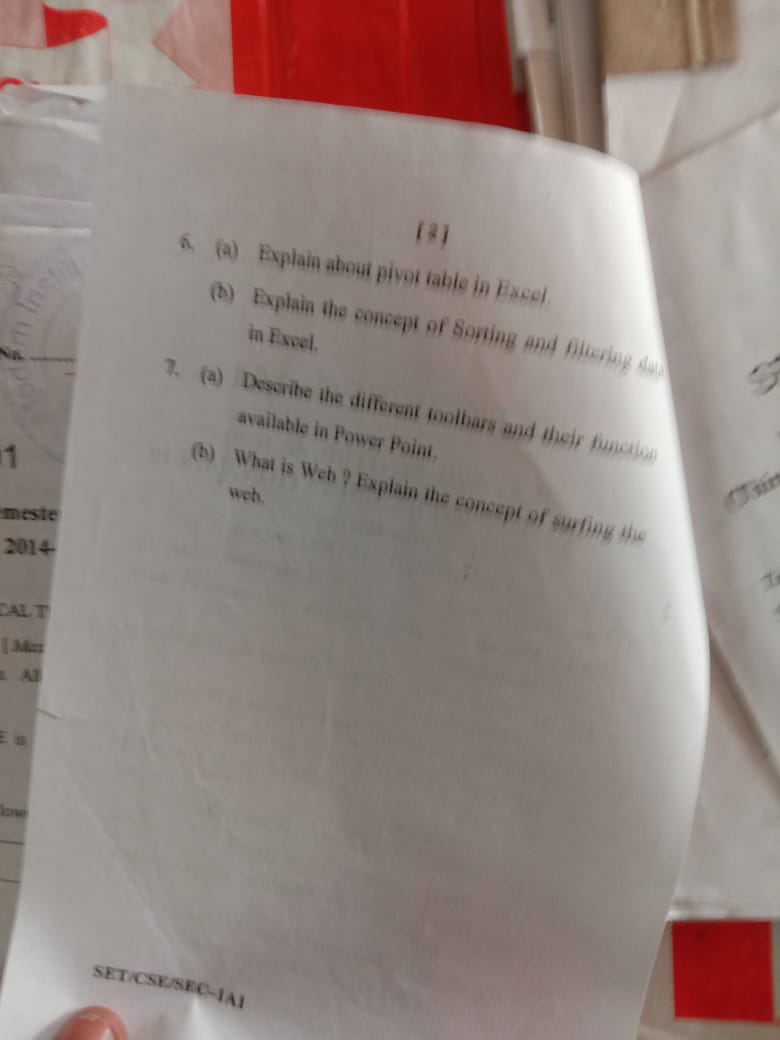 [ 2 ]
6. (a) Explain about pivot table in Excel.
(b) Explain the concept of Sorting and filtering data
in Excel.
7. (a) Describe the different toolbars and their function
available in Power Point.
(b) What is Web ? Explain the concept of surfing the
web.
SET/CSE/SEC–1A1
No.
1
emeste
2014-
CAL T
[ Max
s. All
E is